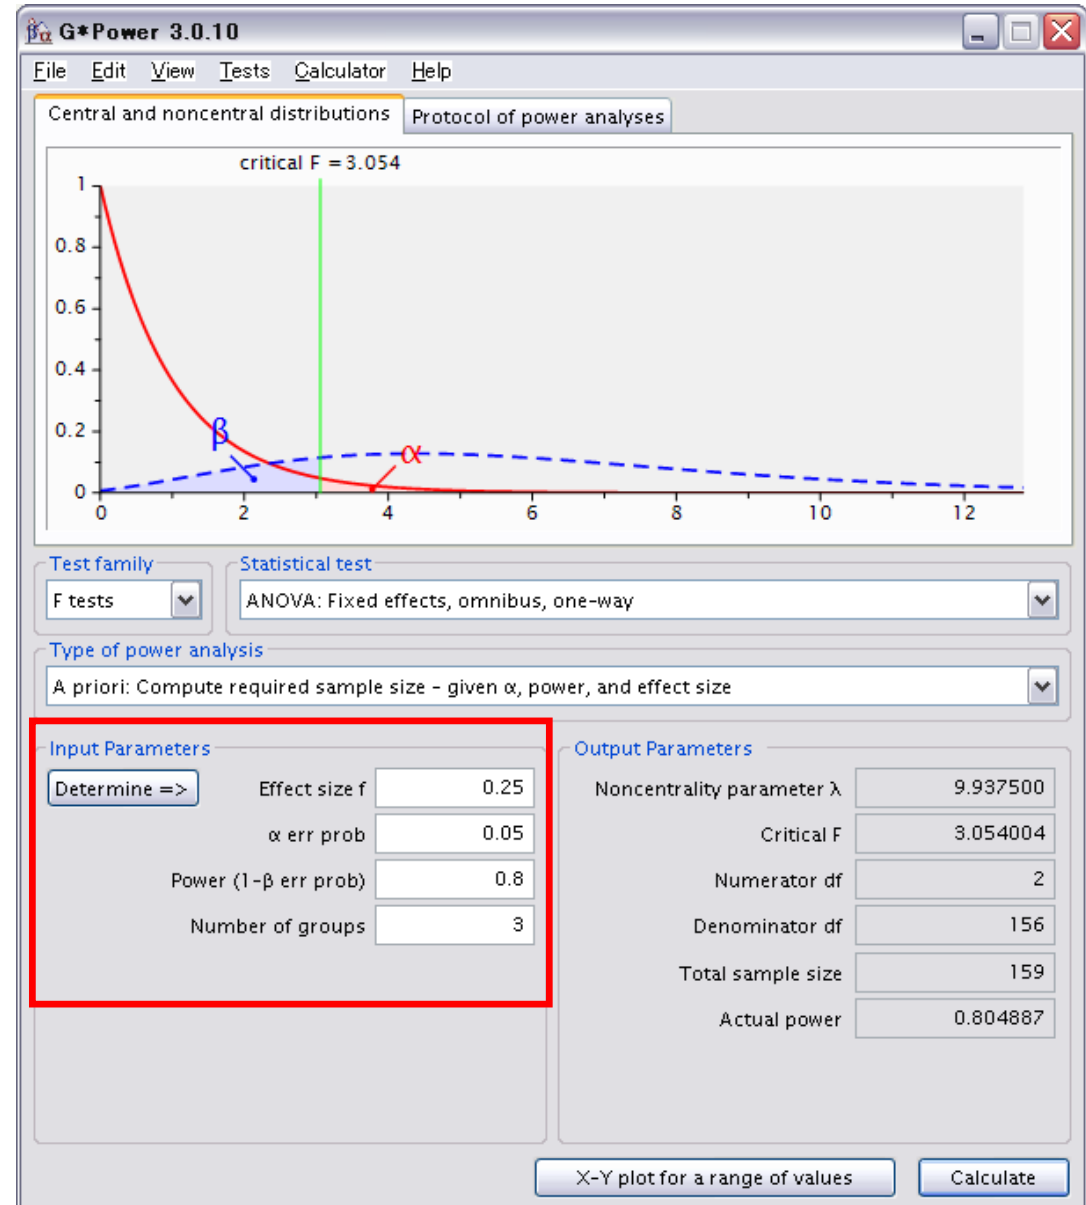 G*Power 3.0.10
File Edit View Tests Calculator Help
Central and noncentral distributions Protocol of power analyses
critical F = 3.054
1
0.8
0.6
0.4
0.2
0
β
α
0 2 4 6 8 10 12
Test family
F tests
Statistical test
ANOVA: Fixed effects, omnibus, one-way
Type of power analysis
A priori: Compute required sample size - given α, power, and effect size
Input Parameters
Determine => Effect size f 0.25
α err prob 0.05
Power (1-β err prob) 0.8
Number of groups 3
Output Parameters
Noncentrality parameter λ 9.937500
Critical F 3.054004
Numerator df 2
Denominator df 156
Total sample size 159
Actual power 0.804887
X-Y plot for a range of values Calculate